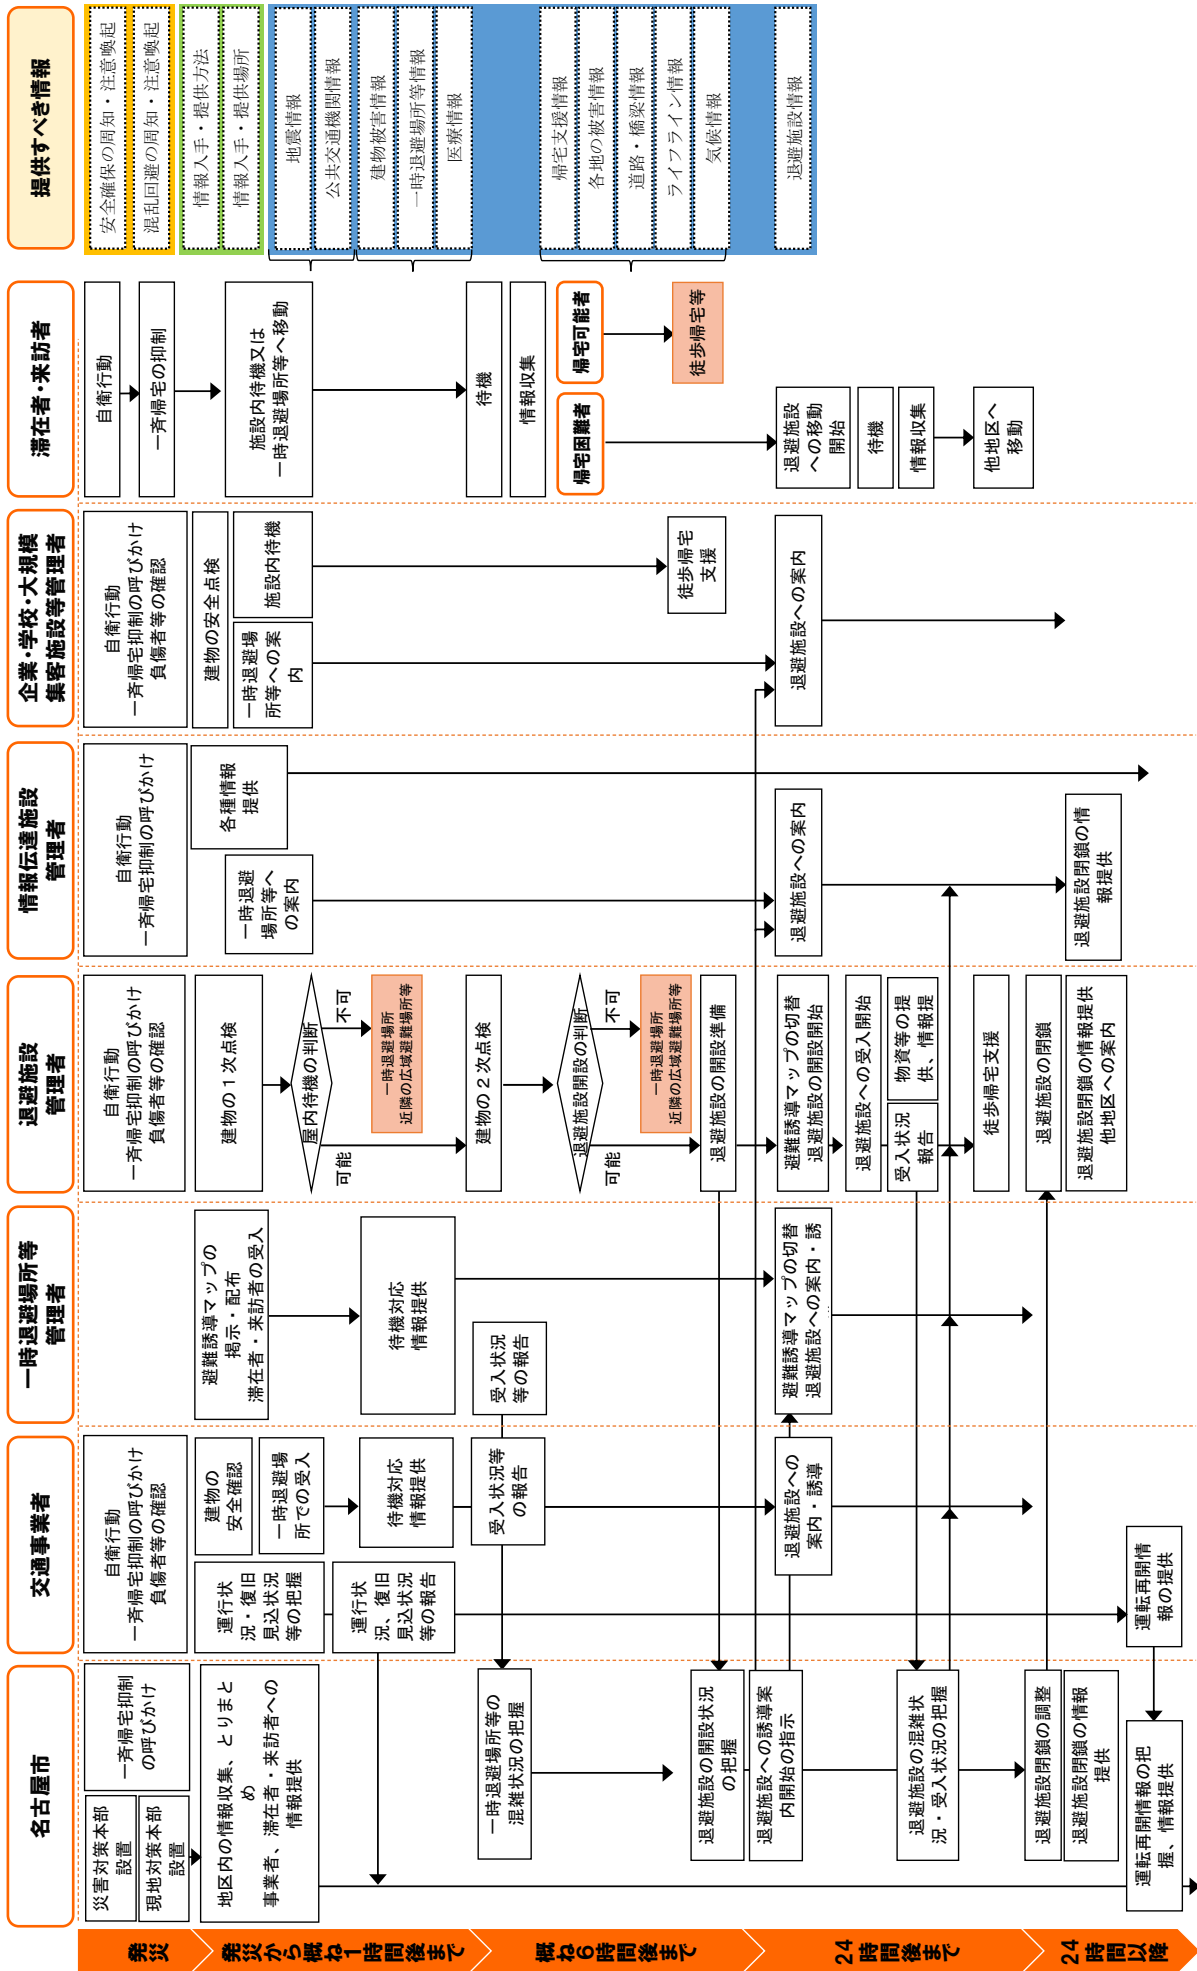 名古屋市
交通事業者
一時退避場所等
管理者
退避施設
管理者
情報伝達施設
管理者
企業・学校・大規模
集客施設等管理者
滞在者・来訪者
提供すべき情報
発災
発災から概ね1時間後まで
概ね6時間後まで
24時間後まで
24時間以降
災害対策本部
設置
現地対策本部
設置
一斉帰宅抑制
の呼びかけ
地区内の情報収集、とりまと
め
事業者、滞在者・来訪者への
情報提供
一時退避場所等の
混雑状況の把握
退避施設の開設状況
の把握
退避施設への誘導案
内開始の指示
退避施設の混雑状
況・受入状況の把握
退避施設閉鎖の調整
退避施設閉鎖の情報
提供
運転再開情報の把
握、情報提供
自衛行動
一斉帰宅抑制の呼びかけ
負傷者等の確認
運行状
況・復旧
見込状況
等の把握
建物の
安全確認
一時退避場
所での受入
運行状
況、復旧
見込状況
等の報告
待機対応
情報提供
受入状況等
の報告
退避施設への
案内・誘導
運転再開情
報の提供
避難誘導マップの
掲示・配布
滞在者・来訪者の受入
待機対応
情報提供
受入状況
等の報告
避難誘導マップの切替
退避施設への案内・誘
自衛行動
一斉帰宅抑制の呼びかけ
負傷者等の確認
建物の1次点検
屋内待機の判断
不可
可能
一時退避場所
近隣の広域避難場所等
建物の2次点検
退避施設開設の判断
不可
可能
一時退避場所
近隣の広域避難場所等
退避施設の開設準備
避難誘導マップの切替
退避施設の開設開始
退避施設への受入開始
受入状況
報告
物資等の提
供、情報提
徒歩帰宅支援
退避施設の閉鎖
退避施設閉鎖の情報提供
他地区への案内
自衛行動
一斉帰宅抑制の呼びかけ
各種情報
提供
一時退避
場所等へ
の案内
退避施設への案内
退避施設閉鎖の情
報提供
自衛行動
一斉帰宅抑制の呼びかけ
負傷者等の確認
建物の安全点検
一時退避場
所等への案
内
施設内待機
徒歩帰宅
支援
退避施設への案内
自衛行動
一斉帰宅の抑制
施設内待機又は
一時退避場所等へ移動
待機
情報収集
帰宅困難者
帰宅可能者
徒歩帰宅等
退避施設
への移動
開始
待機
情報収集
他地区へ
移動
安全確保の周知・注意喚起
混乱回避の周知・注意喚起
情報入手・提供方法
情報入手・提供場所
地震情報
公共交通機関情報
建物被害情報
一時退避場所等情報
医療情報
帰宅支援情報
各地の被害情報
道路・橋梁情報
ライフライン情報
気候情報
退避施設情報